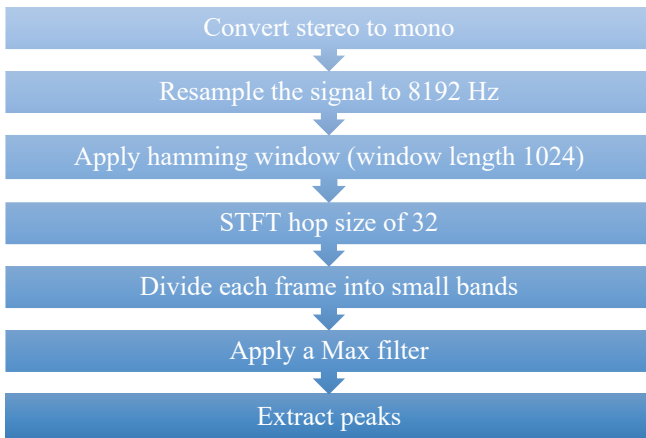 Convert stereo to mono
Resample the signal to 8192 Hz
Apply hamming window (window length 1024)
STFT hop size of 32
Divide each frame into small bands
Apply a Max filter
Extract peaks